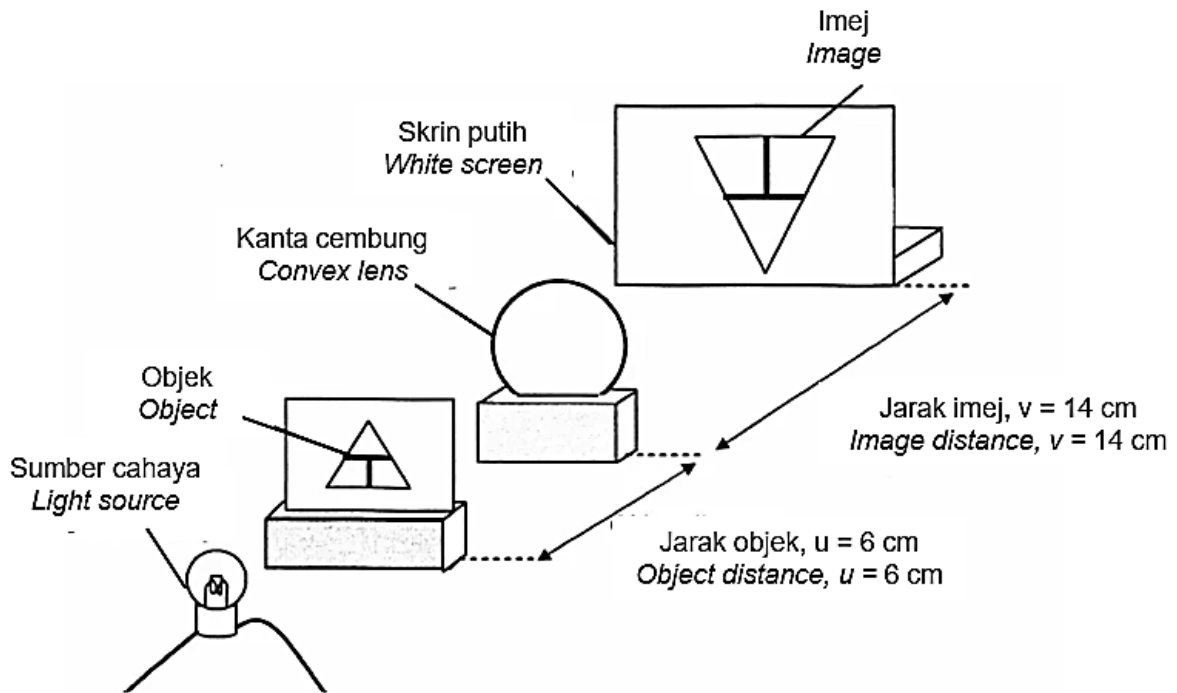 Imej
Image
Skrin putih
White screen
Kanta cembung
Convex lens
Objek
Object
Jarak imej, v = 14 cm
Image distance, v = 14 cm
Sumber cahaya
Light source
Jarak objek, u = 6 cm
Object distance, u = 6 cm